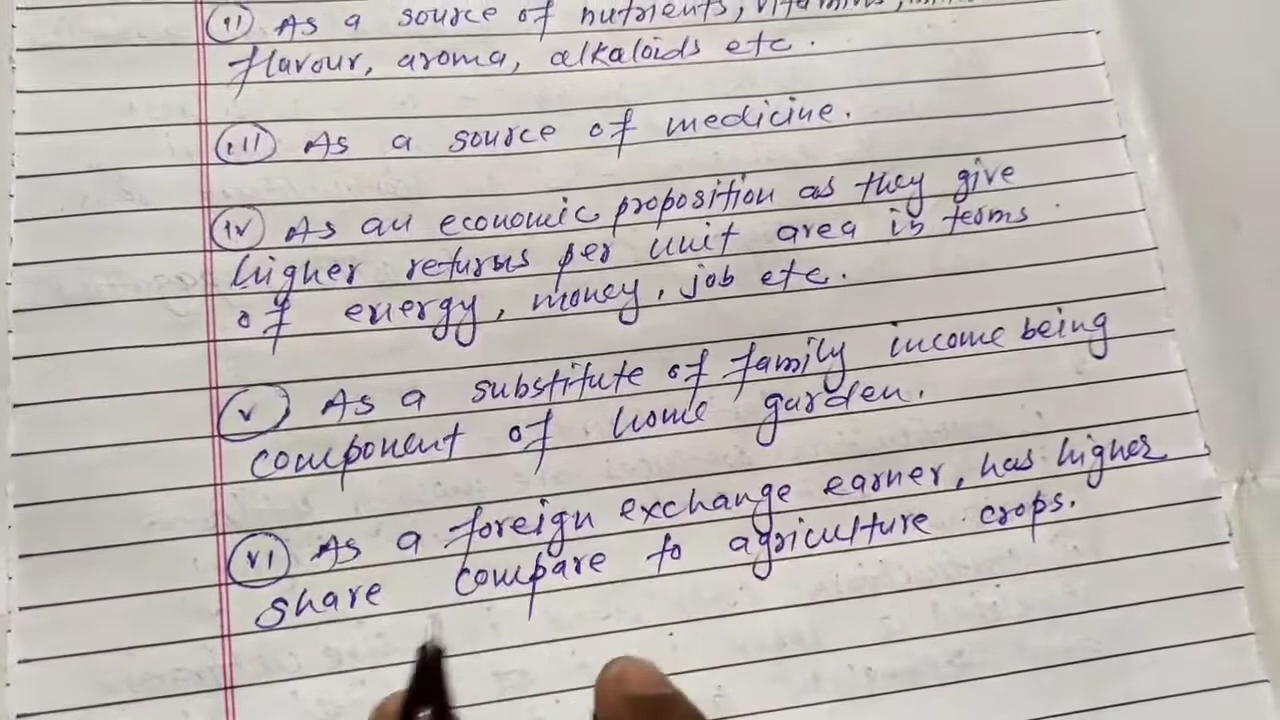 (ii) As a source of nutrients, vitamins,
flavour, aroma, alkaloids etc.
(iii) As a source of medicine.
(iv) As an economic proposition as they give
higher returns per unit area in terms
of energy, money, job etc.
(v) As a substitute of family income being
component of home garden.
(vi) As a foreign exchange earner, has higher
share compare to agriculture crops.